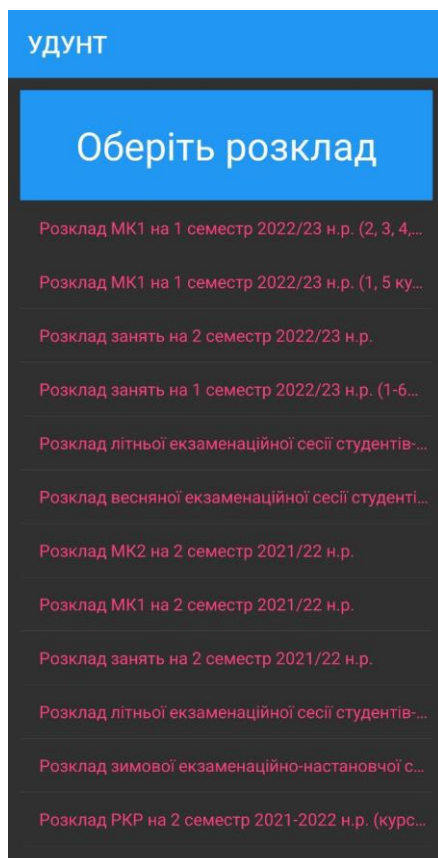 УДУНТ
Оберіть розклад
Розклад МК1 на 1 семестр 2022/23 н.р. (2, 3, 4,...
Розклад МК1 на 1 семестр 2022/23 н.р. (1, 5 ку...
Розклад занять на 2 семестр 2022/23 н.р.
Розклад занять на 1 семестр 2022/23 н.р. (1-6...
Розклад літньої екзаменаційної сесії студентів-...
Розклад весняної екзаменаційної сесії студенті...
Розклад МК2 на 2 семестр 2021/22 н.р.
Розклад МК1 на 2 семестр 2021/22 н.р.
Розклад занять на 2 семестр 2021/22 н.р.
Розклад літньої екзаменаційної сесії студентів-...
Розклад зимової екзаменаційно-настановчої с...
Розклад РКР на 2 семестр 2021-2022 н.р. (курс...